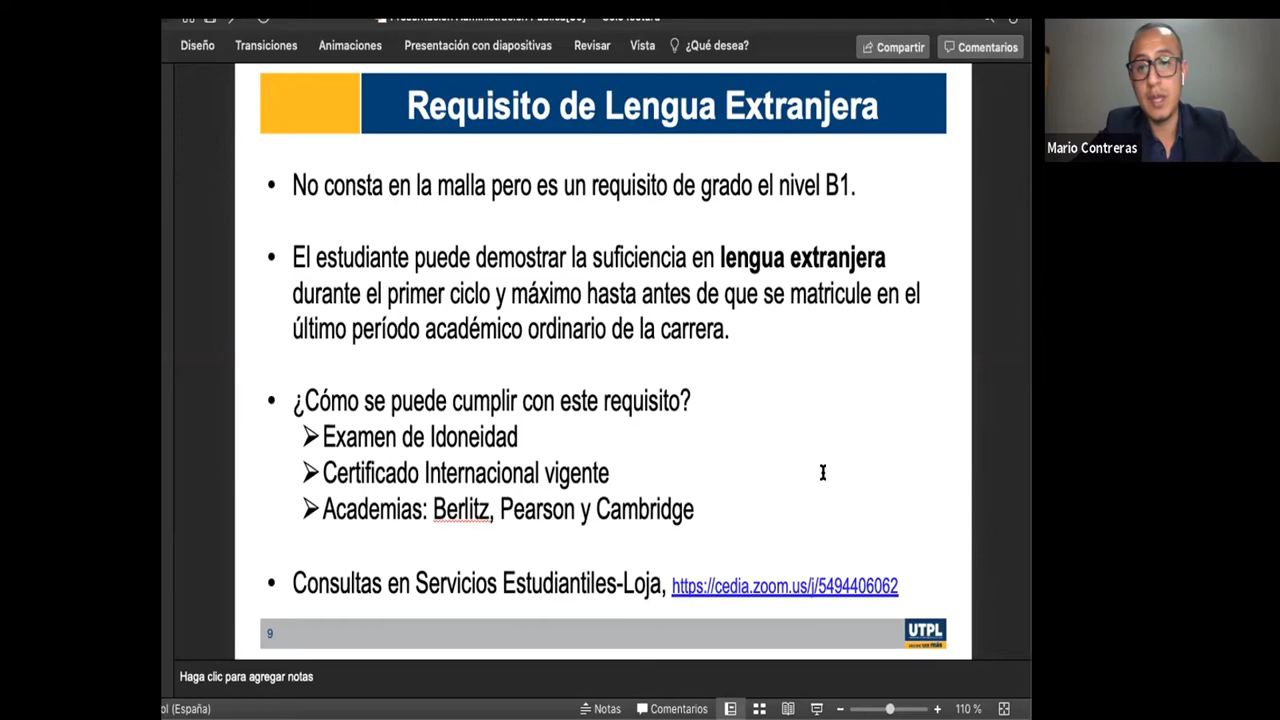 Diseño Transiciones Animaciones Presentación con diapositivas Revisar Vista ¿Qué desea? Compartir Comentarios
Requisito de Lengua Extranjera
Mario Contreras
• No consta en la malla pero es un requisito de grado el nivel B1.
• El estudiante puede demostrar la suficiencia en lengua extranjera
durante el primer ciclo y máximo hasta antes de que se matricule en el
último período académico ordinario de la carrera.
• ¿Cómo se puede cumplir con este requisito?
➢Examen de Idoneidad
➢Certificado Internacional vigente
➢Academias: Berlitz, Pearson y Cambridge
• Consultas en Servicios Estudiantiles-Loja, https://cedia.zoom.us/j/5494406062
9
UTPL
Haga clic para agregar notas
ol (España) Notas Comentarios 110 %